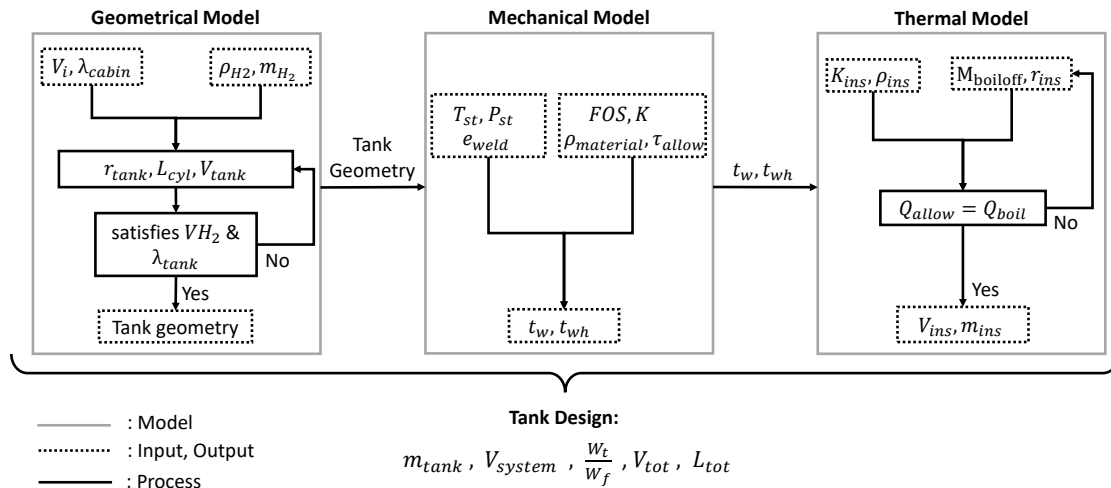 Geometrical Model
V_i, λ_cabin
ρ_H2, m_H_2
r_tank, L_cyl, V_tank
satisfies VH_2 &
λ_tank
No
Yes
Tank geometry
Tank
Geometry
Mechanical Model
T_st, P_st
e_weld
FOS, K
ρ_material, τ_allow
t_w, t_wh
t_w, t_wh
Thermal Model
K_ins, ρ_ins
M_boiloff, r_ins
Q_allow = Q_boil
No
Yes
V_ins, m_ins
: Model
: Input, Output
: Process
Tank Design:
m_tank , V_system , W_t/W_f , V_tot , L_tot